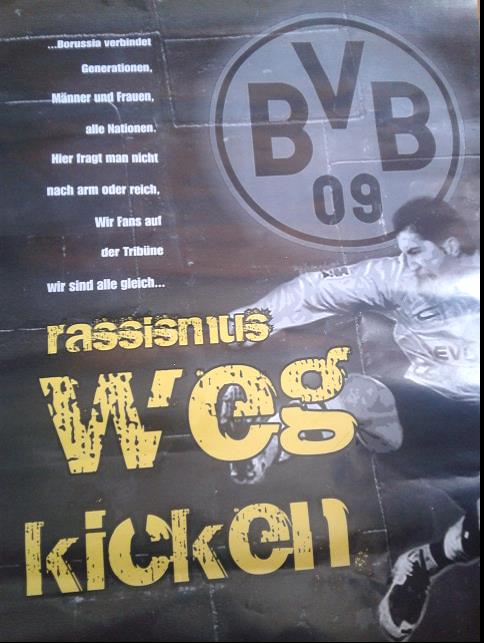 ...Borussia verbindet
Generationen,
Männer und Frauen,
alle Nationen.
Hier fragt man nicht
nach arm oder reich,
Wir Fans auf
der Tribüne
wir sind alle gleich...
BVB
09
EVO
rassismus
weg
kicken